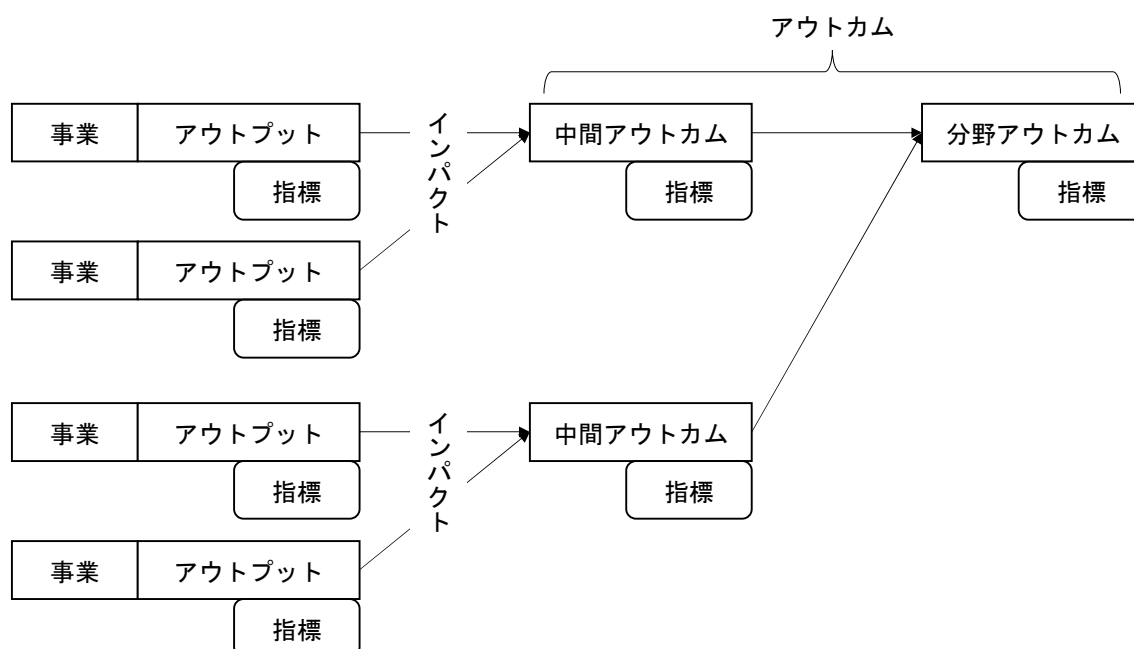 アウトカム
事業
アウトプット
指標
インパクト
中間アウトカム
指標
分野アウトカム
指標
事業
アウトプット
指標
事業
アウトプット
指標
インパクト
中間アウトカム
指標
事業
アウトプット
指標